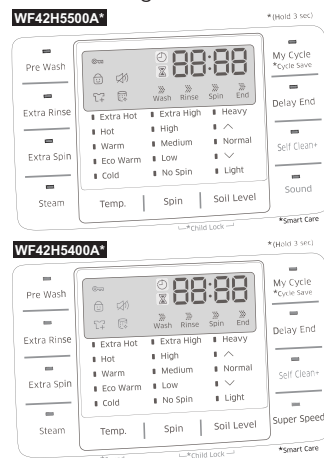 WF42H5500A*
*(Hold 3 sec)
Pre Wash
Extra Rinse
Extra Spin
Steam
88:88
Wash Rinse Spin End
Extra Hot Extra High Heavy
Hot High
Warm Medium Normal
Eco Warm Low
Cold No Spin Light
Temp. Spin Soil Level
*Child Lock
My Cycle
*Cycle Save
Delay End
Self Clean+
Sound
*Smart Care
WF42H5400A*
*(Hold 3 sec)
Pre Wash
Extra Rinse
Extra Spin
Steam
88:88
Wash Rinse Spin End
Extra Hot Extra High Heavy
Hot High
Warm Medium Normal
Eco Warm Low
Cold No Spin Light
Temp. Spin Soil Level
*Child Lock
My Cycle
*Cycle Save
Delay End
Self Clean+
Super Speed
*Smart Care